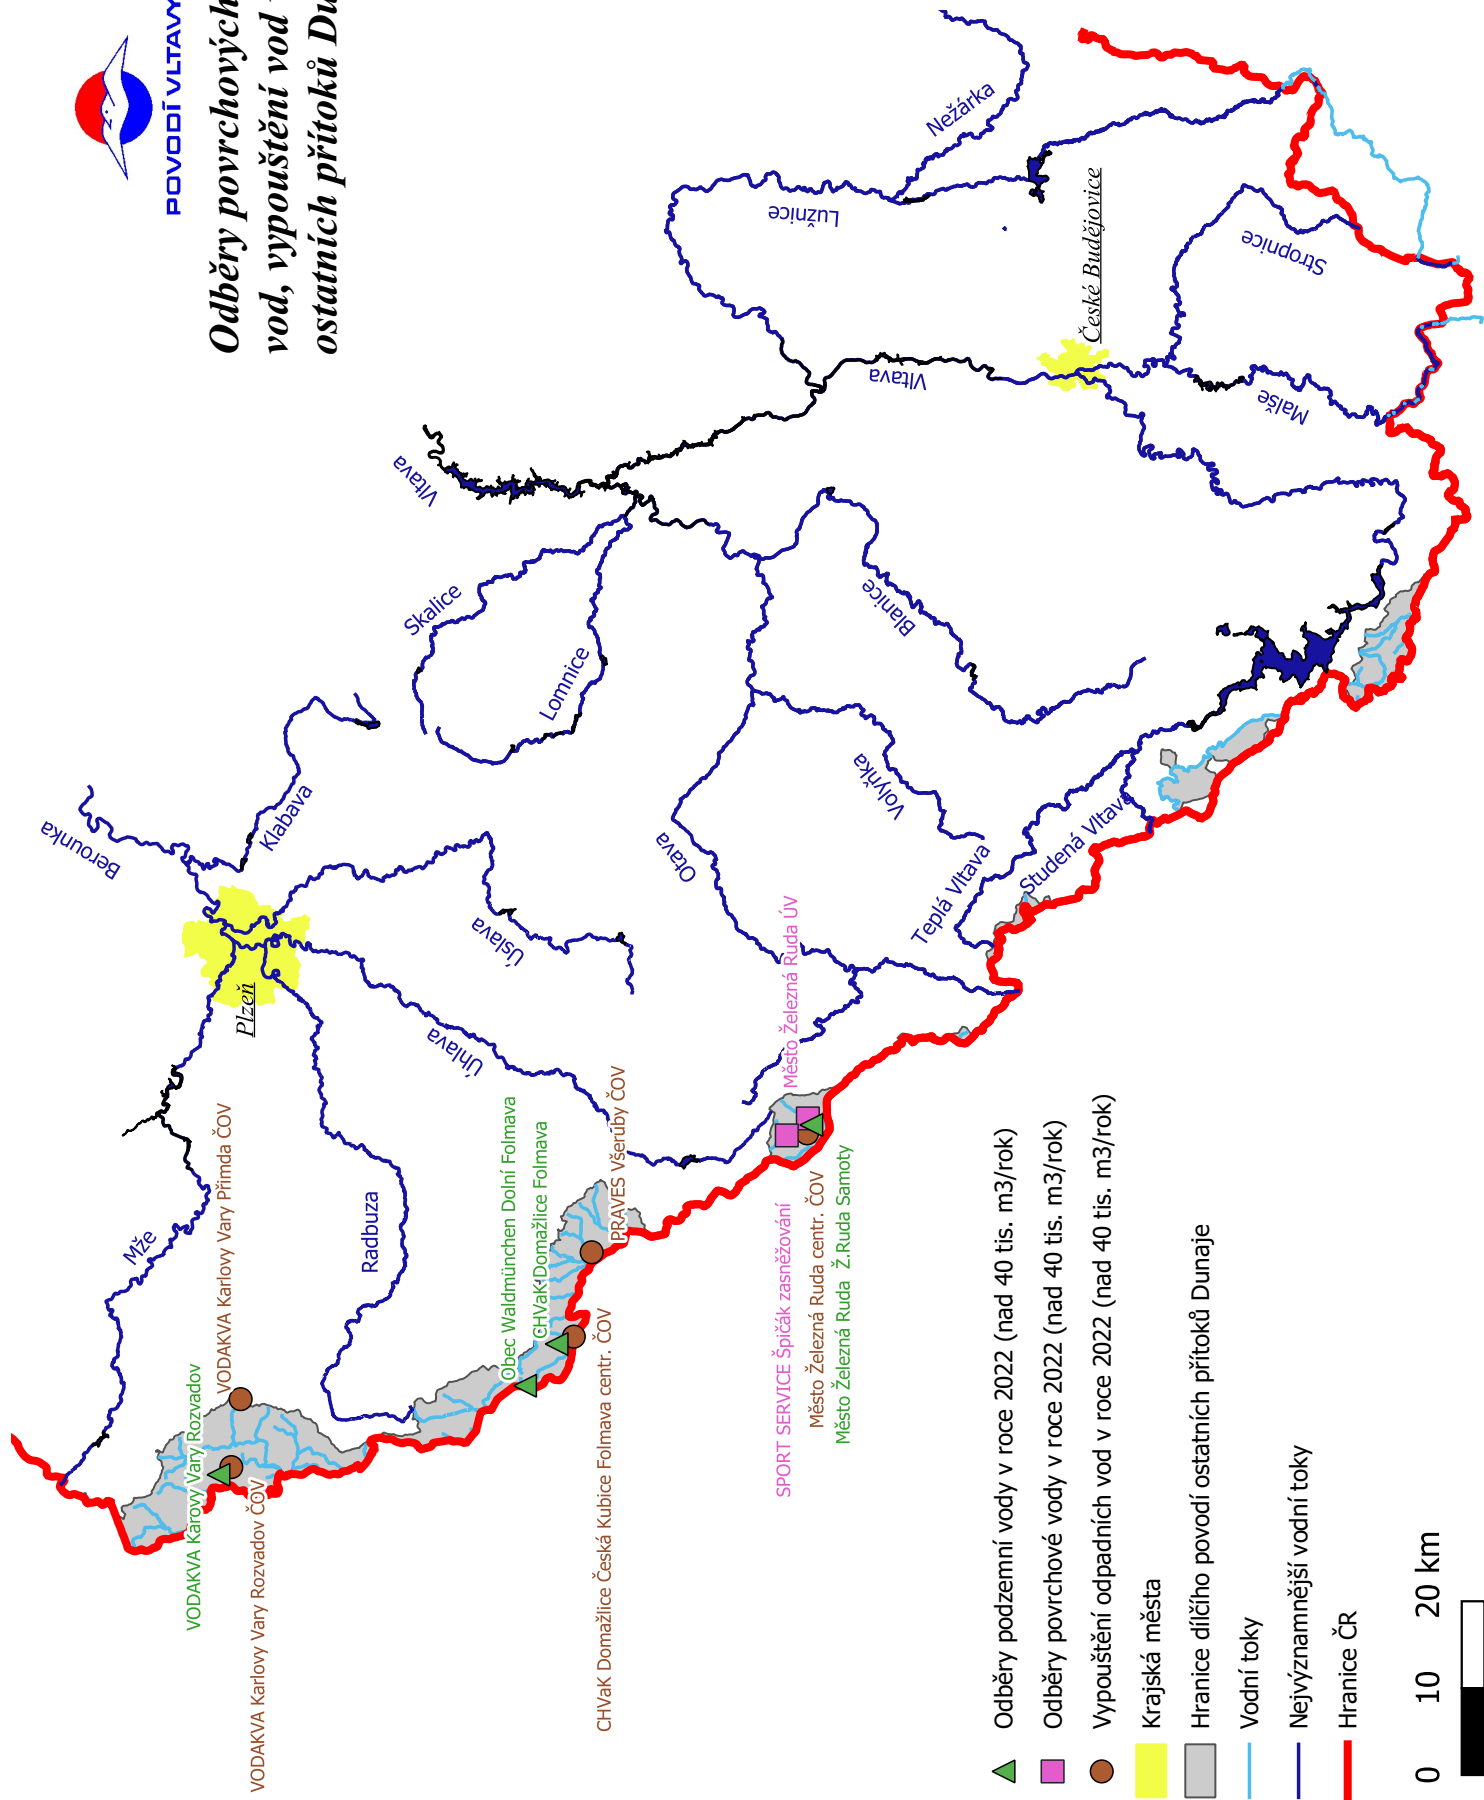 POVODÍ VLTAVY
Odběry povrchových
vod, vypouštění vod
ostatních přítoků Du
Berounka
Klabava
Plzeň
Mže
Radbuza
Úhlava
Úslava
Skalice
Lomnice
Vltava
Otava
Volyňka
Blanice
Lužnice
Nežárka
Vltava
České Budějovice
Stropnice
Malše
Teplá Vltava
Studená Vltava
VODAKVA Karovy Vary Rozvadov
VODAKVA Karlovy Vary Přimda ČOV
VODAKVA Karlovy Vary Rozvadov ČOV
Obec Waldmünchen Dolní Folmava
CHVaK Domažlice Folmava
CHVaK Domažlice Česká Kubice Folmava centr. ČOV
PRAVES Všeruby ČOV
SPORT SERVICE Špičák zasněžování
Město Železná Ruda ÚV
Město Železná Ruda centr. ČOV
Město Železná Ruda Ž.Ruda Samoty
Odběry podzemní vody v roce 2022 (nad 40 tis. m3/rok)
Odběry povrchové vody v roce 2022 (nad 40 tis. m3/rok)
Vypouštění odpadních vod v roce 2022 (nad 40 tis. m3/rok)
Krajská města
Hranice dílčího povodí ostatních přítoků Dunaje
Vodní toky
Nejvýznamnější vodní toky
Hranice ČR
0 10 20 km